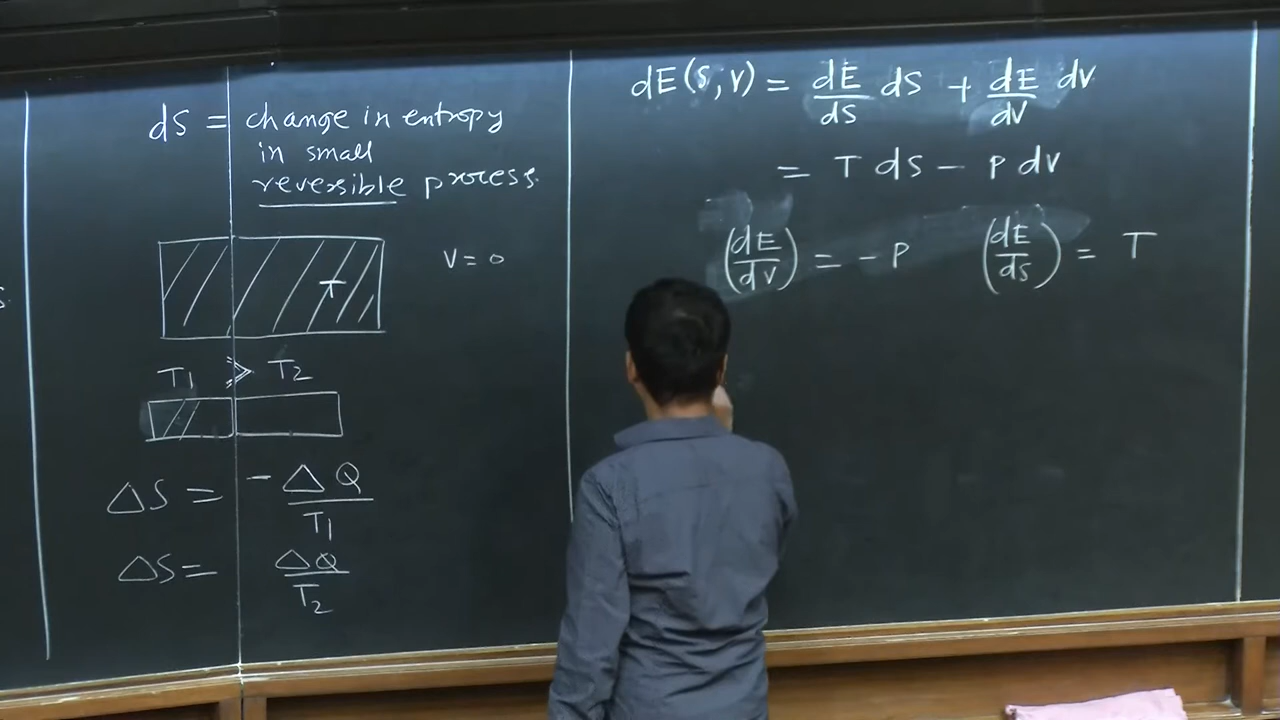 s
dS = change in entropy
in small
reversible process.
V = 0
T
T₁ ⩾ T₂
ΔS = -ΔQ/T₁
ΔS = ΔQ/T₂
dE(S,V) = dE/dS dS + dE/dV dV
= T dS - P dV
(dE/dV) = -P (dE/dS) = T